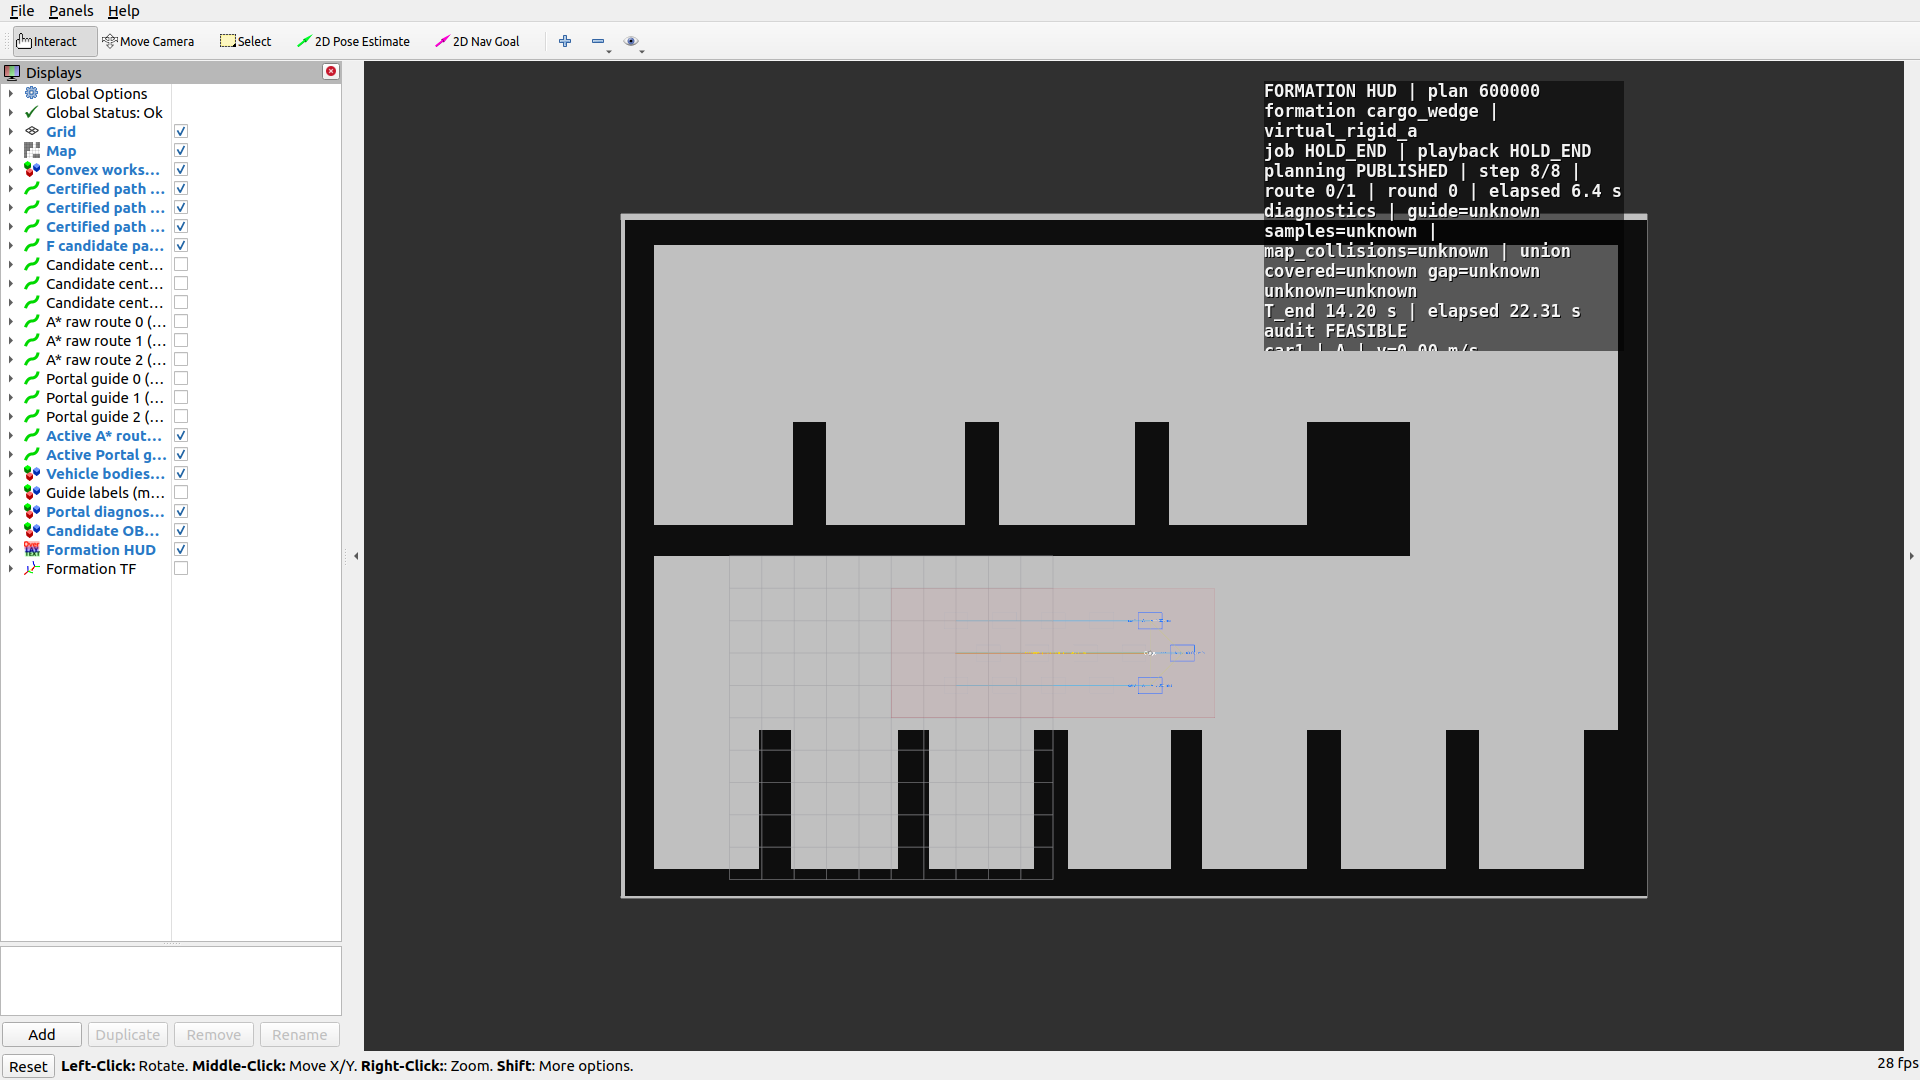 File Panels Help
Interact Move Camera Select 2D Pose Estimate 2D Nav Goal
Displays
Global Options
Global Status: Ok
Grid
Map
Convex works...
Certified path ...
Certified path ...
Certified path ...
F candidate pa...
Candidate cent...
Candidate cent...
Candidate cent...
A* raw route 0 (...
A* raw route 1 (...
A* raw route 2 (...
Portal guide 0 (...
Portal guide 1 (...
Portal guide 2 (...
Active A* rout...
Active Portal g...
Vehicle bodies...
Guide labels (m...
Portal diagnos...
Candidate OB...
Formation HUD
Formation TF
FORMATION HUD | plan 600000
formation cargo_wedge |
virtual_rigid_a
job HOLD_END | playback HOLD_END
planning PUBLISHED | step 8/8 |
route 0/1 | round 0 | elapsed 6.4 s
diagnostics | guide=unknown
samples=unknown |
map_collisions=unknown | union
covered=unknown gap=unknown
unknown=unknown
T_end 14.20 s | elapsed 22.31 s
audit FEASIBLE
car1 | A | v=0.00 m/s
Add Duplicate Remove Rename
Reset Left-Click: Rotate. Middle-Click: Move X/Y. Right-Click:: Zoom. Shift: More options.
28 fps